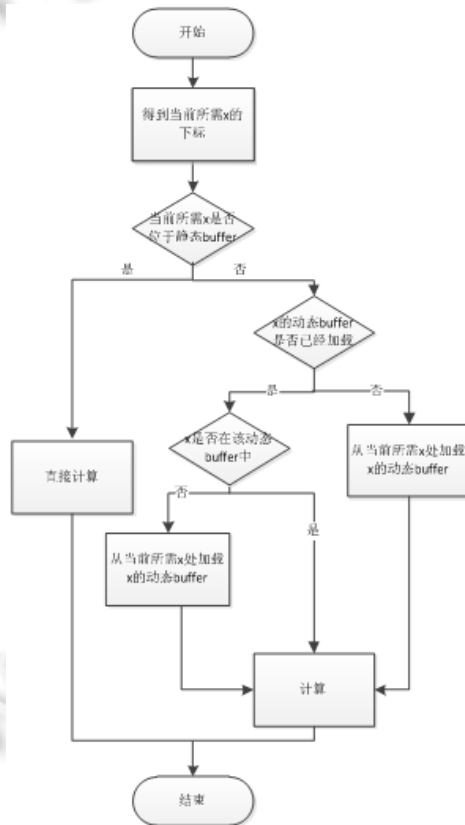 开始
得到当前所需x的
下标
当前所需x是否
位于静态buffer
是
否
x的动态buffer
是否已经加载
是
否
x是否在该动态
buffer中
从当前所需x处加载
x的动态buffer
直接计算
否
是
从当前所需x处加载
x的动态buffer
计算
结束